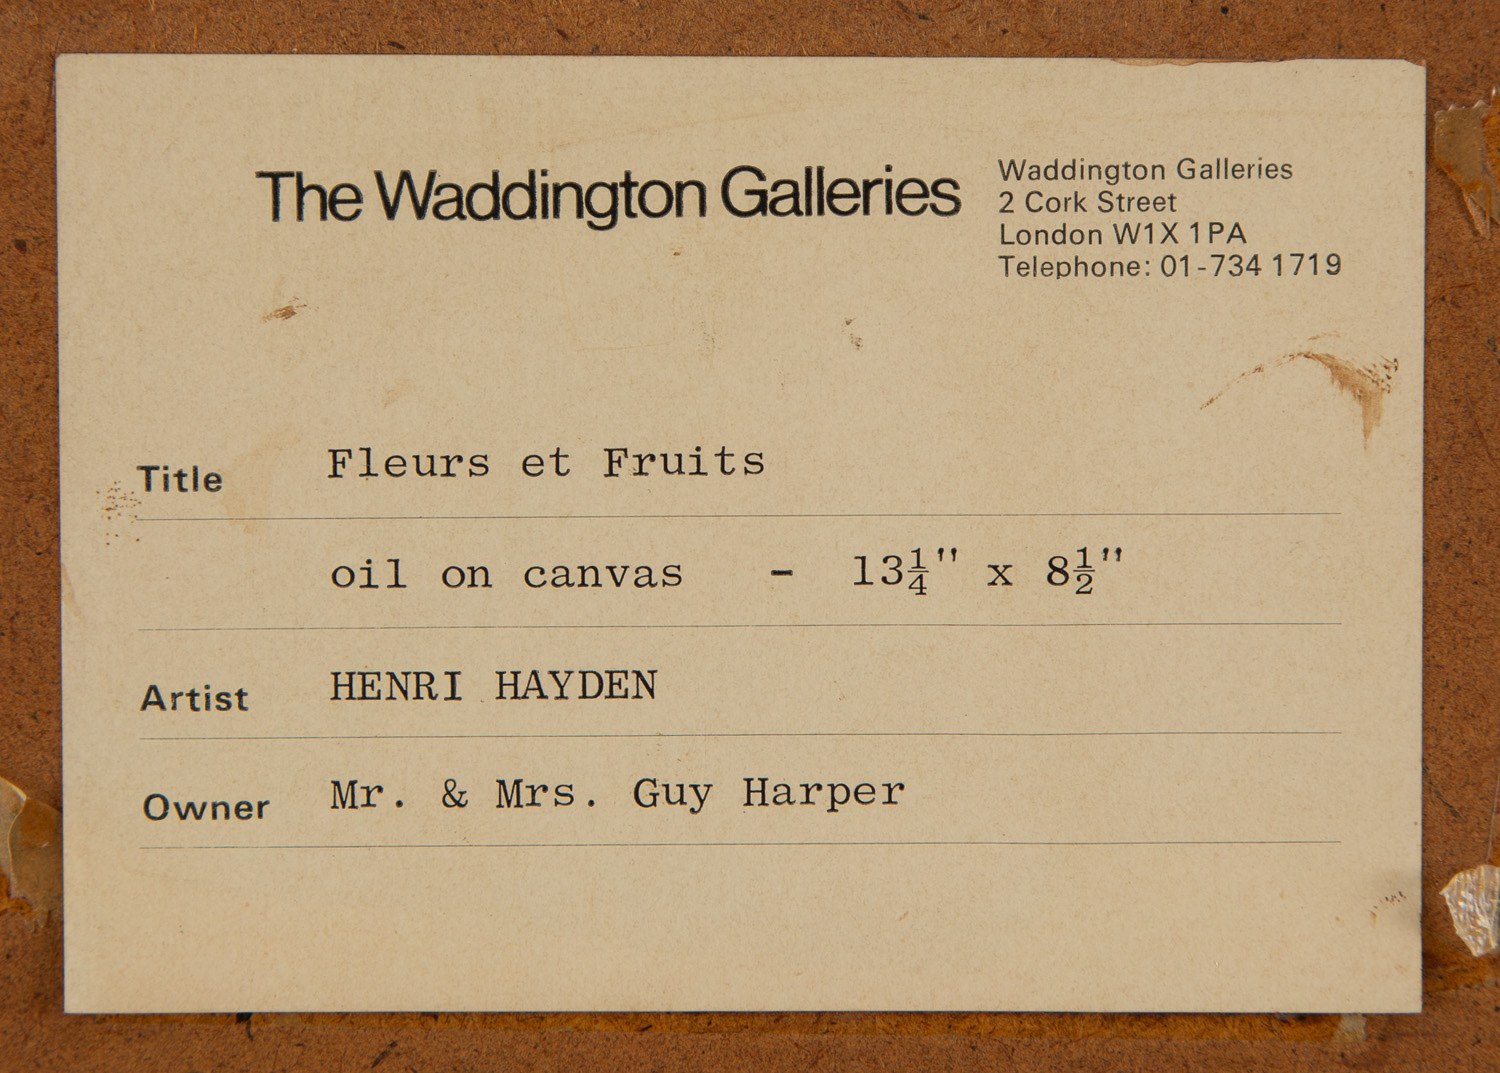 The Waddington Galleries
Waddington Galleries
2 Cork Street
London W1X 1PA
Telephone: 01-734 1719
Title Fleurs et Fruits
oil on canvas - 13¼" x 8½"
Artist HENRI HAYDEN
Owner Mr. & Mrs. Guy Harper